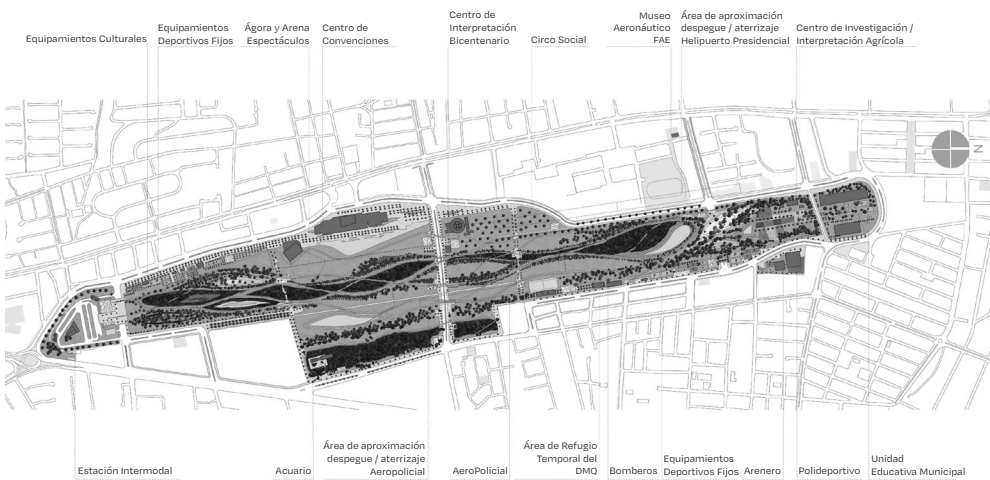 Equipamientos Culturales
Equipamientos
Deportivos Fijos
Ágora y Arena
Espectáculos
Centro de
Convenciones
Centro de
Interpretación
Bicentenario
Circo Social
Museo
Aeronáutico
FAE
Área de aproximación
despegue / aterrizaje
Helipuerto Presidencial
Centro de Investigación /
Interpretación Agrícola
N
Estación Intermodal
Acuario
Área de aproximación
despegue / aterrizaje
Aeropolicial
AeroPolicial
Área de Refugio
Temporal del
DMQ
Bomberos
Equipamientos
Deportivos Fijos
Arenero
Polideportivo
Unidad
Educativa Municipal